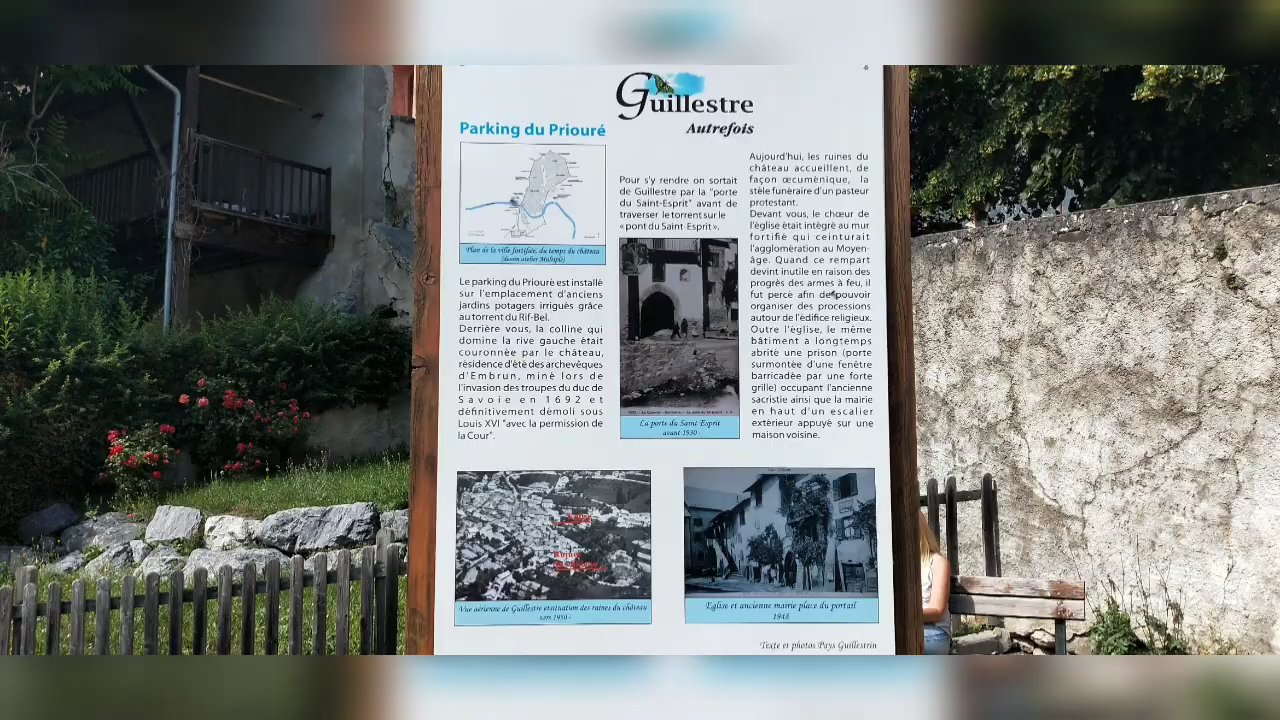 Guillestre
Autrefois
Parking du Prioure
Plan de la ville fortifiée, du temps du château
(dessin atelier Multiple)
Le parking du Prioure est installé
sur l'emplacement d'anciens
jardins potagers irrigués grâce
au torrent du Rif-Bel.
Derrière vous, la colline qui
domine la rive gauche était
couronnée par le château,
résidence d'été des archevêques
d'Embrun, miné lors de
l'invasion des troupes du duc de
Savoie en 1692 et
définitivement démoli sous
Louis XVI "avec la permission de
la Cour".
Pour s'y rendre on sortait
de Guillestre par la "porte
du Saint-Esprit" avant de
traverser le torrent sur le
«pont du Saint-Esprit».
La porte du Saint Esprit
avant 1930
Aujourd'hui, les ruines du
château accueillent, de
façon œcuménique, la
stèle funéraire d'un pasteur
protestant.
Devant vous, le chœur de
l'église était intégré au mur
fortifié qui ceinturait
l'agglomération au Moyen-
âge. Quand ce rempart
devint inutile en raison des
progrès des armes à feu, il
fut percé afin de pouvoir
organiser des processions
autour de l'édifice religieux.
Outre l'église, le même
bâtiment a longtemps
abrité une prison (porte
surmontée d'une fenêtre
barricadée par une forte
grille) occupant l'ancienne
sacristie ainsi que la mairie
en haut d'un escalier
extérieur appuyé sur une
maison voisine.
Vue aérienne de Guillestre et situation des ruines du château
vers 1950 -
Eglise et ancienne mairie place du portail
1948
Texte et photos Pays Guillestrin